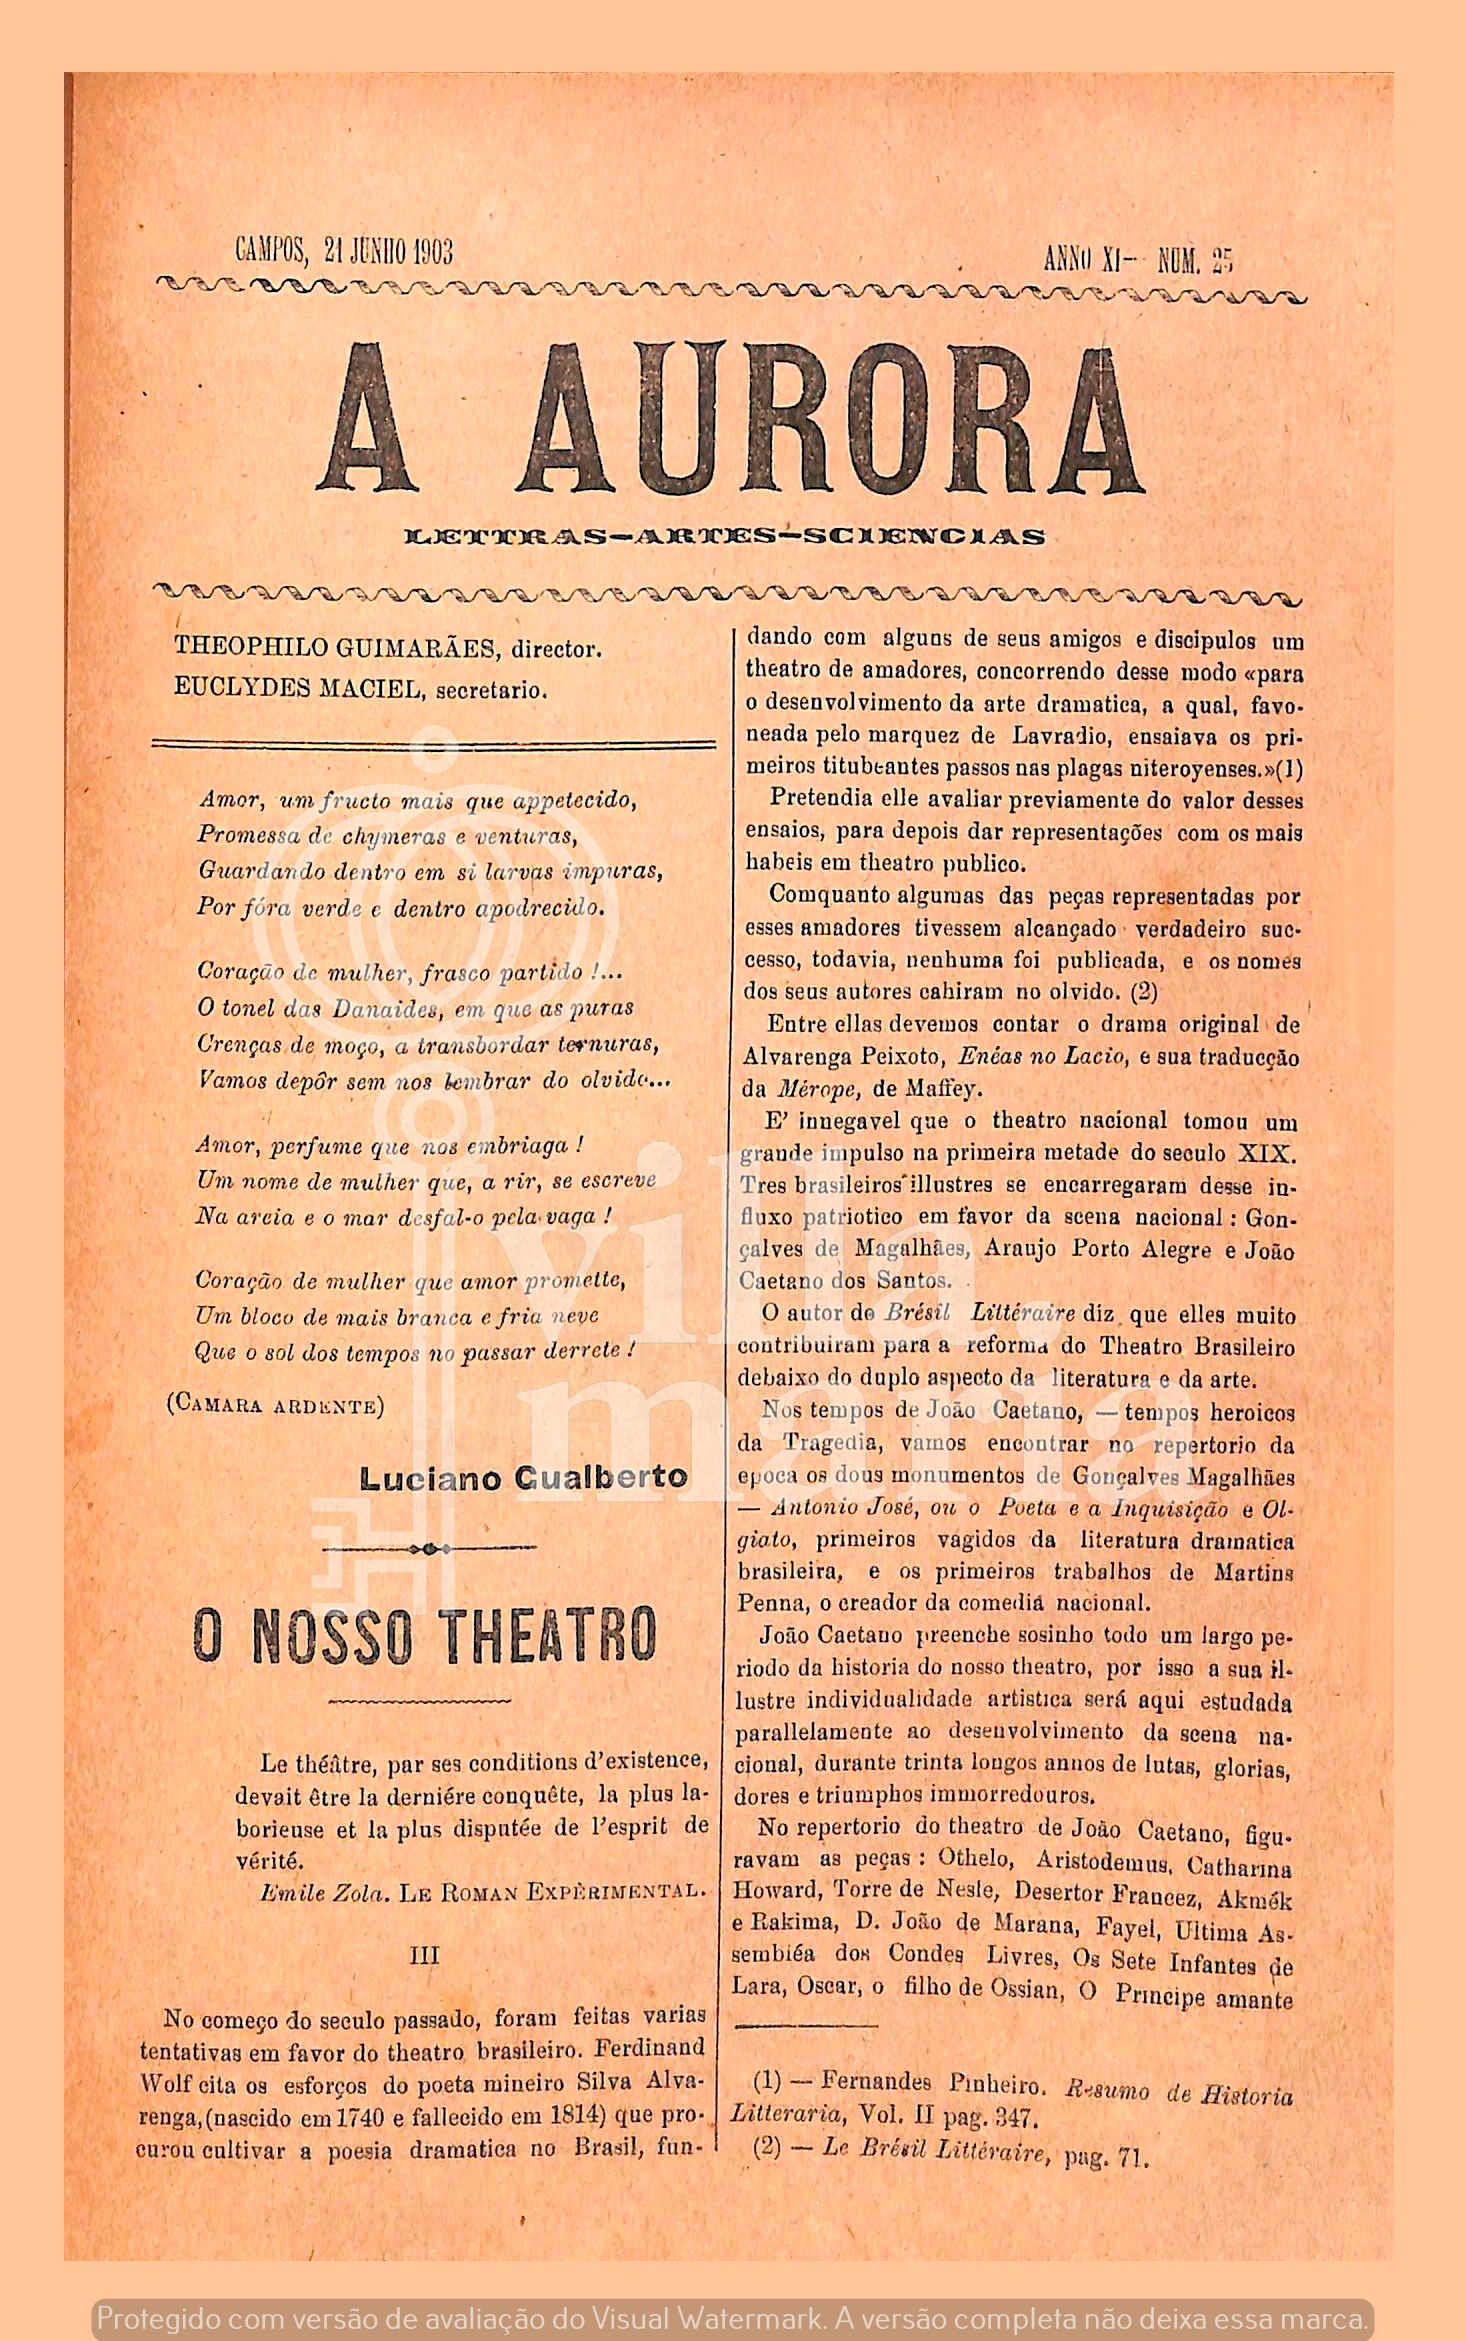 CAMPOS, 21 JUNHO 1903
ANNO XI— NUM. 25
A AURORA
LETTRAS-ARTES-SCIENCIAS
THEOPHILO GUIMARÃES, director.
EUCLYDES MACIEL, secretario.
Amor, um fructo mais que appetecido,
Promessa de chymeras e venturas,
Guardando dentro em si larvas impuras,
Por fóra verde e dentro apodrecido.
Coração de mulher, frasco partido !...
O tonel das Danaides, em que as puras
Crenças de moço, a transbordar ternuras,
Vamos depôr sem nos lembrar do olvido...
Amor, perfume que nos embriaga !
Um nome de mulher que, a rir, se escreve
Na areia e o mar desfal-o pela vaga !
Coração de mulher que amor promette,
Um bloco de mais branca e fria neve
Que o sol dos tempos no passar derrete !
(CAMARA ARDENTE)
Luciano Gualberto
O NOSSO THEATRO
Le théâtre, par ses conditions d'existence,
devait être la derniére conquête, la plus la-
borieuse et la plus disputée de l'esprit de
vérité.
Emile Zola. LE ROMAN EXPÈRIMENTAL.
III
No começo do seculo passado, foram feitas varias
tentativas em favor do theatro brasileiro. Ferdinand
Wolf cita os esforços do poeta mineiro Silva Alva-
renga, (nascido em 1740 e fallecido em 1814) que pro-
curou cultivar a poesia dramatica no Brasil, fun-
dando com alguns de seus amigos e discipulos um
theatro de amadores, concorrendo desse modo «para
o desenvolvimento da arte dramatica, a qual, favo-
neada pelo marquez de Lavradio, ensaiava os pri-
meiros titubeantes passos nas plagas niteroyenses.»(1)
Pretendia elle avaliar previamente do valor desses
ensaios, para depois dar representações com os mais
habeis em theatro publico.
Comquanto algumas das peças representadas por
esses amadores tivessem alcançado verdadeiro suc-
cesso, todavia, nenhuma foi publicada, e os nomes
dos seus autores cahiram no olvido. (2)
Entre ellas devemos contar o drama original de
Alvarenga Peixoto, Enéas no Lacio, e sua traducção
da Mérope, de Maffey.
E' innegavel que o theatro nacional tomou um
grande impulso na primeira metade do seculo XIX.
Tres brasileiros illustres se encarregaram desse in-
fluxo patriotico em favor da scena nacional : Gon-
çalves de Magalhães, Araujo Porto Alegre e João
Caetano dos Santos.
O autor do Brésil Littéraire diz que elles muito
contribuiram para a reforma do Theatro Brasileiro
debaixo do duplo aspecto da literatura e da arte.
Nos tempos de João Caetano, — tempos heroicos
da Tragedia, vamos encontrar no repertorio da
epoca os dous monumentos de Gonçalves Magalhães
— Antonio José, ou o Poeta e a Inquisição e Ol-
giato, primeiros vagidos da literatura dramatica
brasileira, e os primeiros trabalhos de Martins
Penna, o creador da comedia nacional.
João Caetano preenche sosinho todo um largo pe-
riodo da historia do nosso theatro, por isso a sua il-
lustre individualidade artistica será aqui estudada
parallelamente ao desenvolvimento da scena na-
cional, durante trinta longos annos de lutas, glorias,
dores e triumphos immorredouros.
No repertorio do theatro de João Caetano, figu-
ravam as peças : Othelo, Aristodemus, Catharina
Howard, Torre de Nesle, Desertor Francez, Akmék
e Rakima, D. João de Marana, Fayel, Ultima As-
sembléa dos Condes Livres, Os Sete Infantes de
Lara, Oscar, o filho de Ossian, O Principe amante
(1) — Fernandes Pinheiro. Resumo de Historia
Litteraria, Vol. II pag. 347.
(2) — Le Brésil Littéraire, pag. 71.
villa
maria
Protegido com versão de avaliação do Visual Watermark. A versão completa não deixa essa marca.